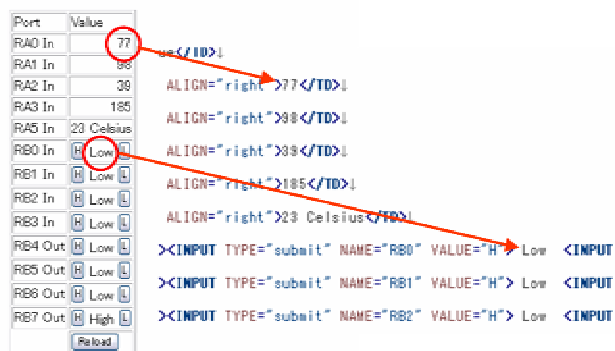 Port Value
RA0 In 77
RA1 In 98
RA2 In 39
RA3 In 185
RA5 In 23 Celsius
RB0 In H Low L
RB1 In H Low L
RB2 In H Low L
RB3 In H Low L
RB4 Out H Low L
RB5 Out H Low L
RB6 Out H Low L
RB7 Out H High L
Reload
ue</TD>↓
ALIGN="right">77</TD>↓
ALIGN="right">98</TD>↓
ALIGN="right">39</TD>↓
ALIGN="right">185</TD>↓
ALIGN="right">23 Celsius</TD>↓
><INPUT TYPE="submit" NAME="RB0" VALUE="H"> Low <INPUT
><INPUT TYPE="submit" NAME="RB1" VALUE="H"> Low <INPUT
><INPUT TYPE="submit" NAME="RB2" VALUE="H"> Low <INPUT